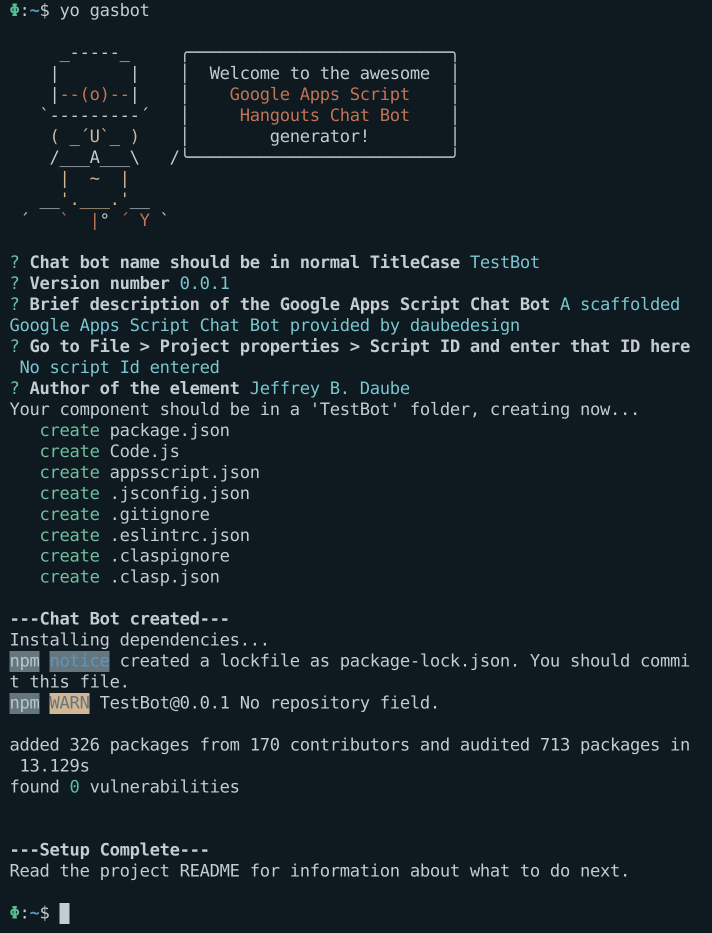 Φ:~$ yo gasbot
     _-----_     ╭──────────────────────────╮
    |       |    │  Welcome to the awesome  │
    |--(o)--|    │    Google Apps Script    │
   `---------´   │     Hangouts Chat Bot    │
    ( _´U`_ )    │        generator!        │
    /___A___\   /╰──────────────────────────╯
     |  ~  |
   __'.___.'__
 ´   `  |° ´ Y `
? Chat bot name should be in normal TitleCase TestBot
? Version number 0.0.1
? Brief description of the Google Apps Script Chat Bot A scaffolded
Google Apps Script Chat Bot provided by daubedesign
? Go to File > Project properties > Script ID and enter that ID here
 No script Id entered
? Author of the element Jeffrey B. Daube
Your component should be in a 'TestBot' folder, creating now...
   create package.json
   create Code.js
   create appsscript.json
   create .jsconfig.json
   create .gitignore
   create .eslintrc.json
   create .claspignore
   create .clasp.json
---Chat Bot created---
Installing dependencies...
npm notice created a lockfile as package-lock.json. You should commi
t this file.
npm WARN TestBot@0.0.1 No repository field.
added 326 packages from 170 contributors and audited 713 packages in
 13.129s
found 0 vulnerabilities
---Setup Complete---
Read the project README for information about what to do next.
Φ:~$